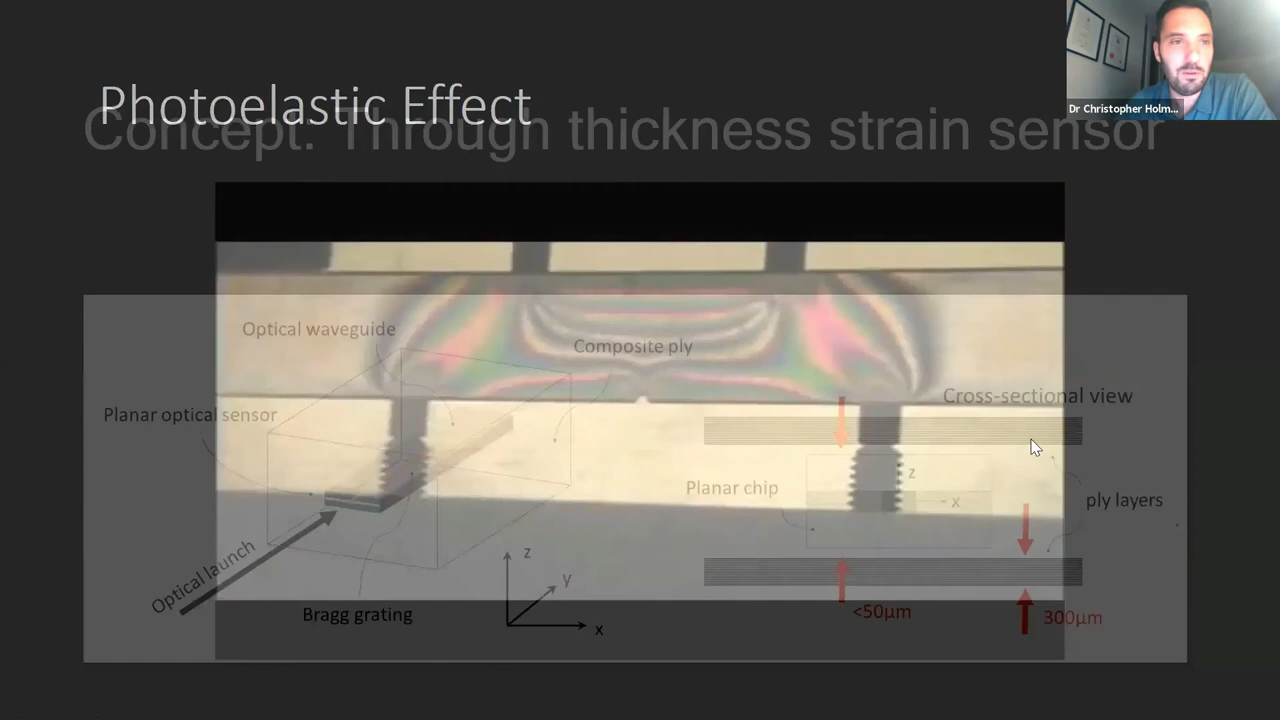 Dr Christopher Holm...
Photoelastic Effect
Concept: Through thickness strain sensor
Optical waveguide
Composite ply
Cross-sectional view
Planar optical sensor
z
Planar chip
x
ply layers
Optical launch
z
y
x
Bragg grating
<50µm
300µm